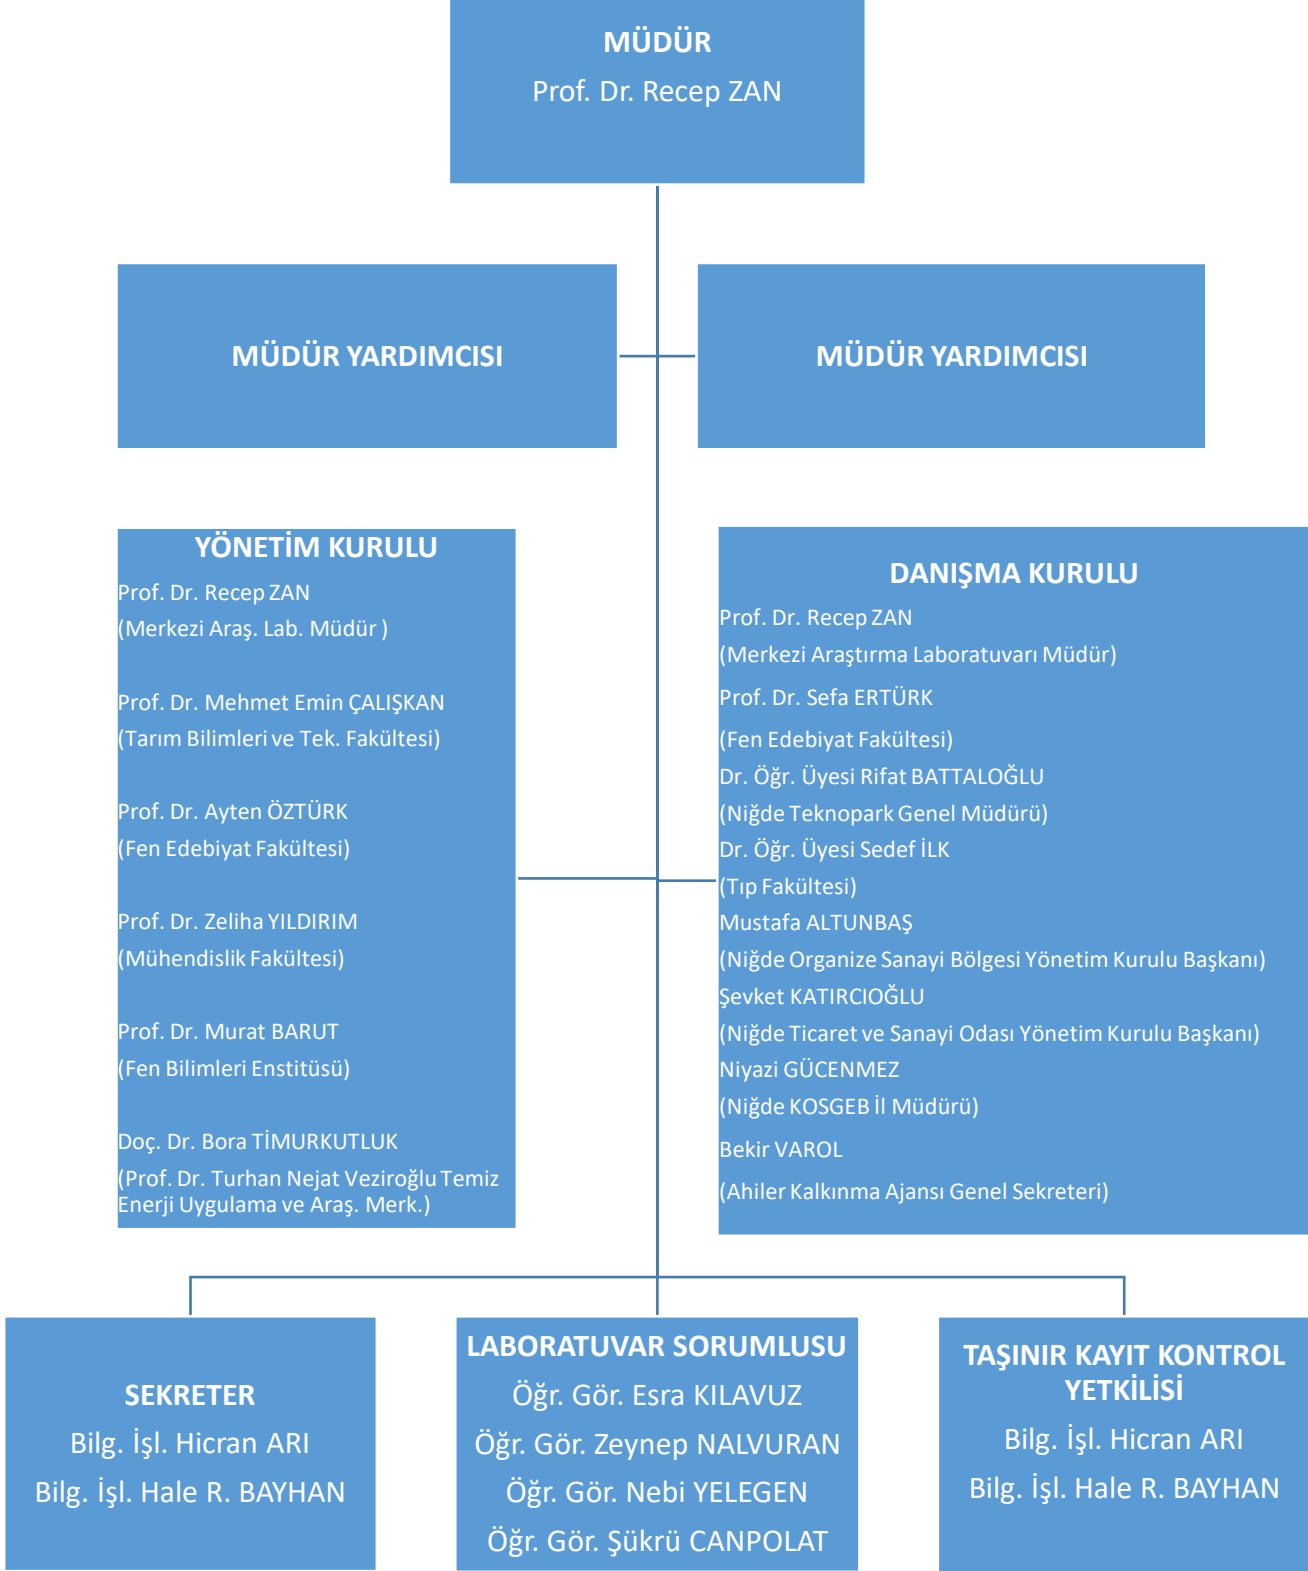 MÜDÜR
Prof. Dr. Recep ZAN
MÜDÜR YARDIMCISI
MÜDÜR YARDIMCISI
YÖNETİM KURULU
Prof. Dr. Recep ZAN
(Merkezi Araş. Lab. Müdür )
Prof. Dr. Mehmet Emin ÇALIŞKAN
(Tarım Bilimleri ve Tek. Fakültesi)
Prof. Dr. Ayten ÖZTÜRK
(Fen Edebiyat Fakültesi)
Prof. Dr. Zeliha YILDIRIM
(Mühendislik Fakültesi)
Prof. Dr. Murat BARUT
(Fen Bilimleri Enstitüsü)
Doç. Dr. Bora TİMURKUTLUK
(Prof. Dr. Turhan Nejat Veziroğlu Temiz
Enerji Uygulama ve Araş. Merk.)
DANIŞMA KURULU
Prof. Dr. Recep ZAN
(Merkezi Araştırma Laboratuvarı Müdür)
Prof. Dr. Sefa ERTÜRK
(Fen Edebiyat Fakültesi)
Dr. Öğr. Üyesi Rifat BATTALOĞLU
(Niğde Teknopark Genel Müdürü)
Dr. Öğr. Üyesi Sedef İLK
(Tıp Fakültesi)
Mustafa ALTUNBAŞ
(Niğde Organize Sanayi Bölgesi Yönetim Kurulu Başkanı)
Şevket KATIRCIOĞLU
(Niğde Ticaret ve Sanayi Odası Yönetim Kurulu Başkanı)
Niyazi GÜCENMEZ
(Niğde KOSGEB İl Müdürü)
Bekir VAROL
(Ahiler Kalkınma Ajansı Genel Sekreteri)
SEKRETER
Bilg. İşl. Hicran ARI
Bilg. İşl. Hale R. BAYHAN
LABORATUVAR SORUMLUSU
Öğr. Gör. Esra KILAVUZ
Öğr. Gör. Zeynep NALVURAN
Öğr. Gör. Nebi YELEGEN
Öğr. Gör. Şükrü CANPOLAT
TAŞINIR KAYIT KONTROL
YETKİLİSİ
Bilg. İşl. Hicran ARI
Bilg. İşl. Hale R. BAYHAN